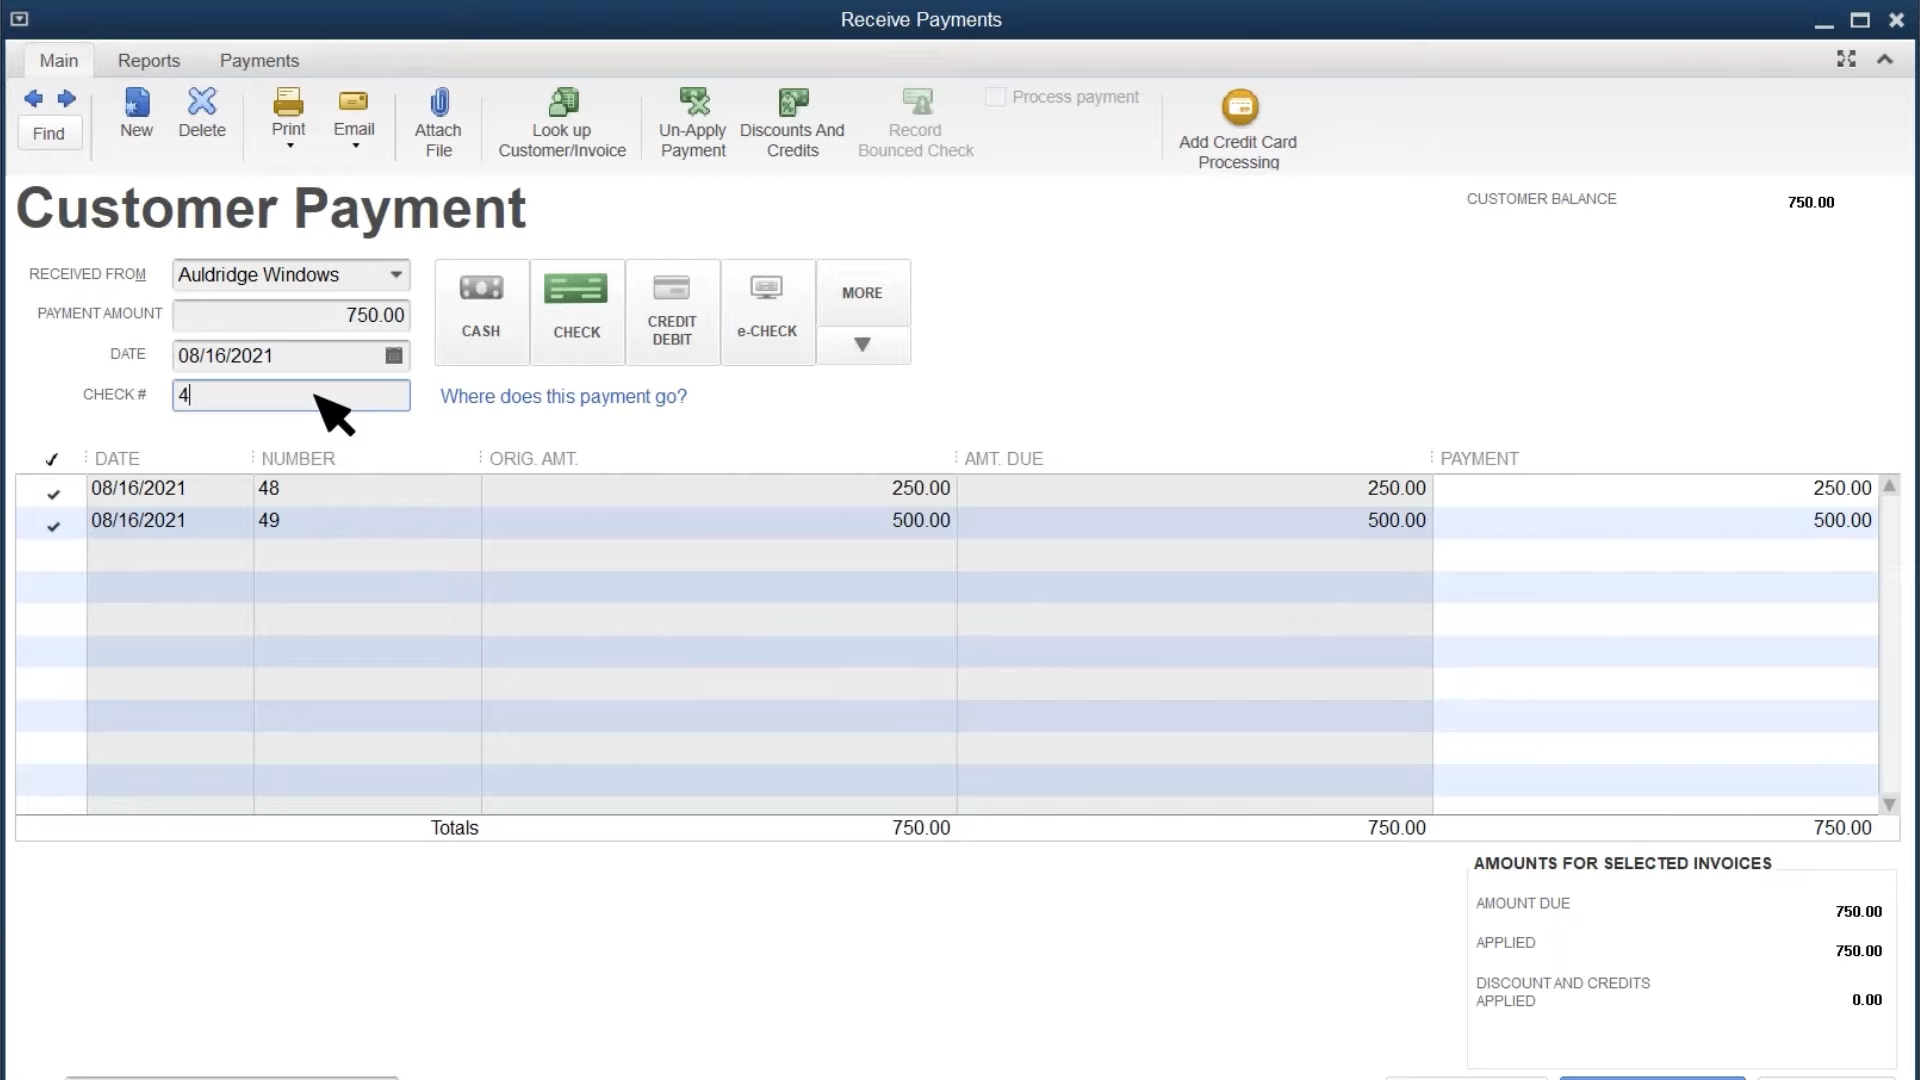 Receive Payments
Main Reports Payments
Find
New
Delete
Print
Email
Attach
File
Look up
Customer/Invoice
Un-Apply
Payment
Discounts And
Credits
Record
Bounced Check
Process payment
Add Credit Card
Processing
Customer Payment
CUSTOMER BALANCE 750.00
RECEIVED FROM Auldridge Windows
PAYMENT AMOUNT 750.00
DATE 08/16/2021
CHECK # 4
CASH
CHECK
CREDIT
DEBIT
e-CHECK
MORE
Where does this payment go?
DATE NUMBER ORIG. AMT. AMT. DUE PAYMENT
08/16/2021 48 250.00 250.00 250.00
08/16/2021 49 500.00 500.00 500.00
Totals 750.00 750.00 750.00
AMOUNTS FOR SELECTED INVOICES
AMOUNT DUE 750.00
APPLIED 750.00
DISCOUNT AND CREDITS
APPLIED 0.00